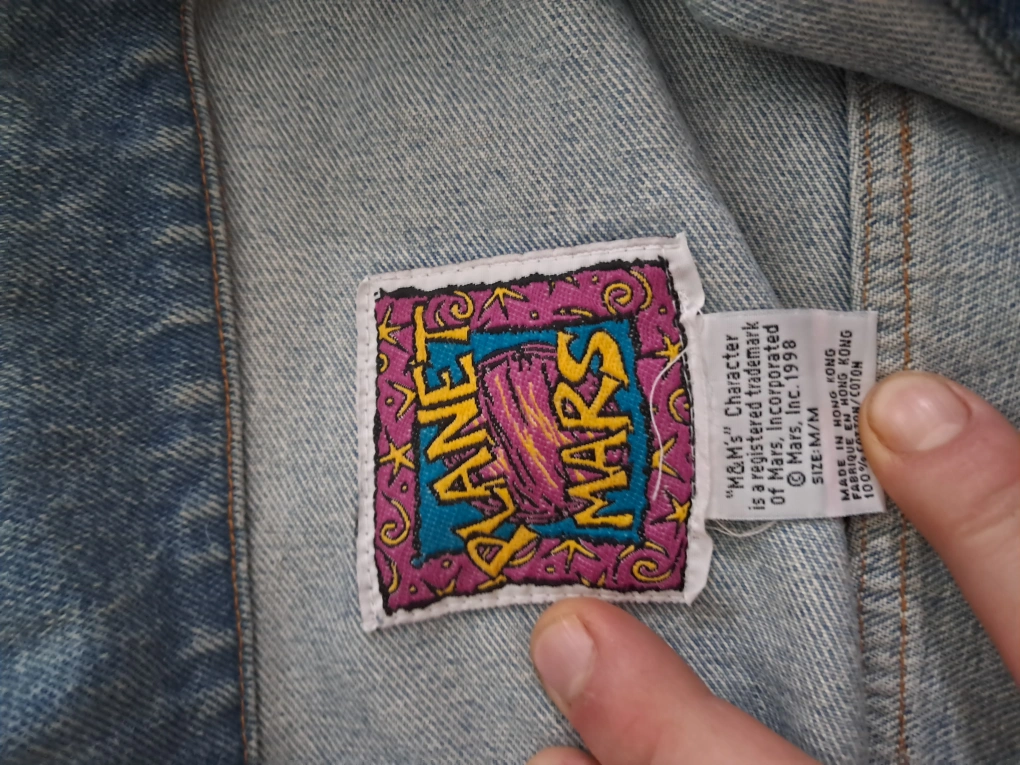 PLANET
MARS
"M&M's" Character
is a registered trademark
of Mars, Incorporated
© Mars, Inc. 1998
SIZE: M/M
MADE IN HONG KONG
FABRIQUE EN HONG KONG
100% COTTON/COTON